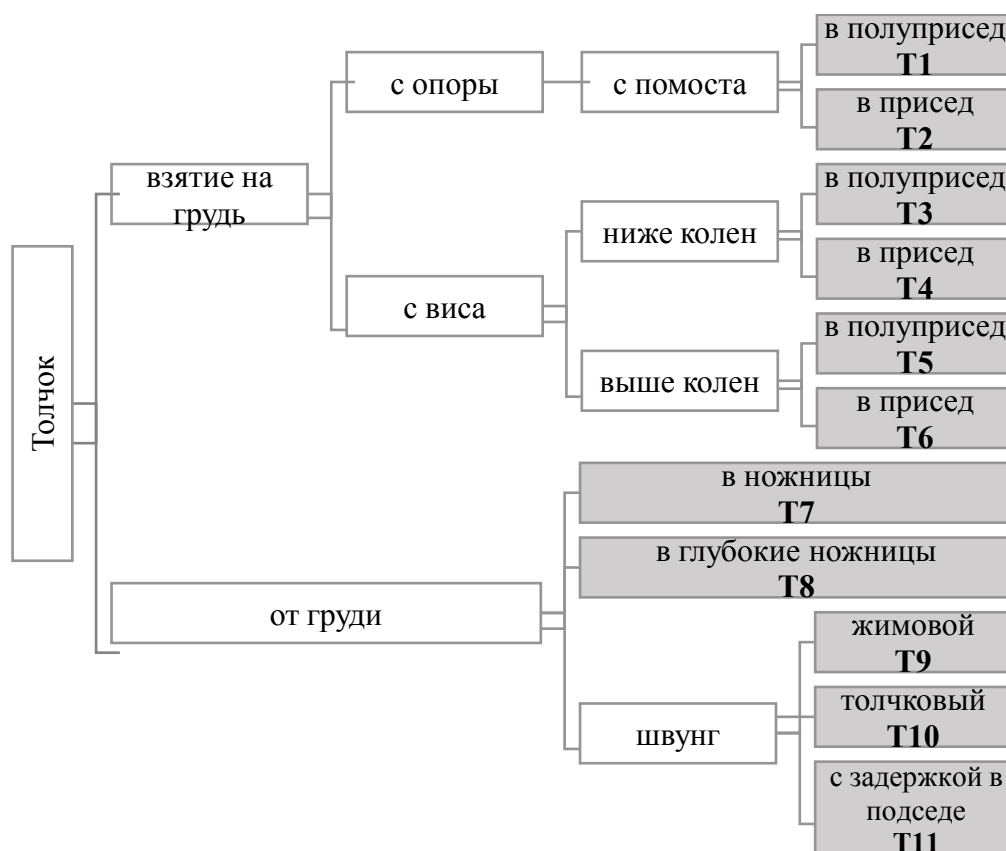 Толчок
взятие на
грудь
с опоры
с помоста
в полуприсед
Т1
в присед
Т2
с виса
ниже колен
в полуприсед
Т3
в присед
Т4
выше колен
в полуприсед
Т5
в присед
Т6
от груди
в ножницы
Т7
в глубокие ножницы
Т8
швунг
жимовой
Т9
толчковый
Т10
с задержкой в
подседе
Т11